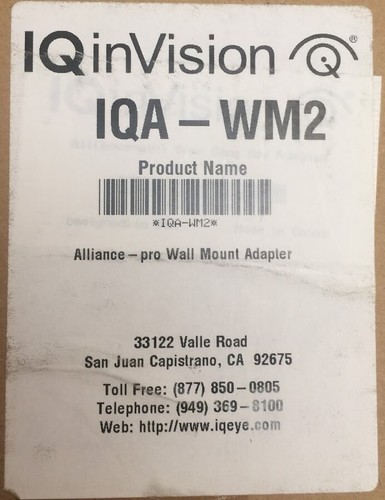 IQinVision ®
IQA – WM2
Product Name
*IQA-WM2*
Alliance – pro Wall Mount Adapter
33122 Valle Road
San Juan Capistrano, CA 92675
Toll Free: (877) 850-0805
Telephone: (949) 369-8100
Web: http://www.iqeye.com